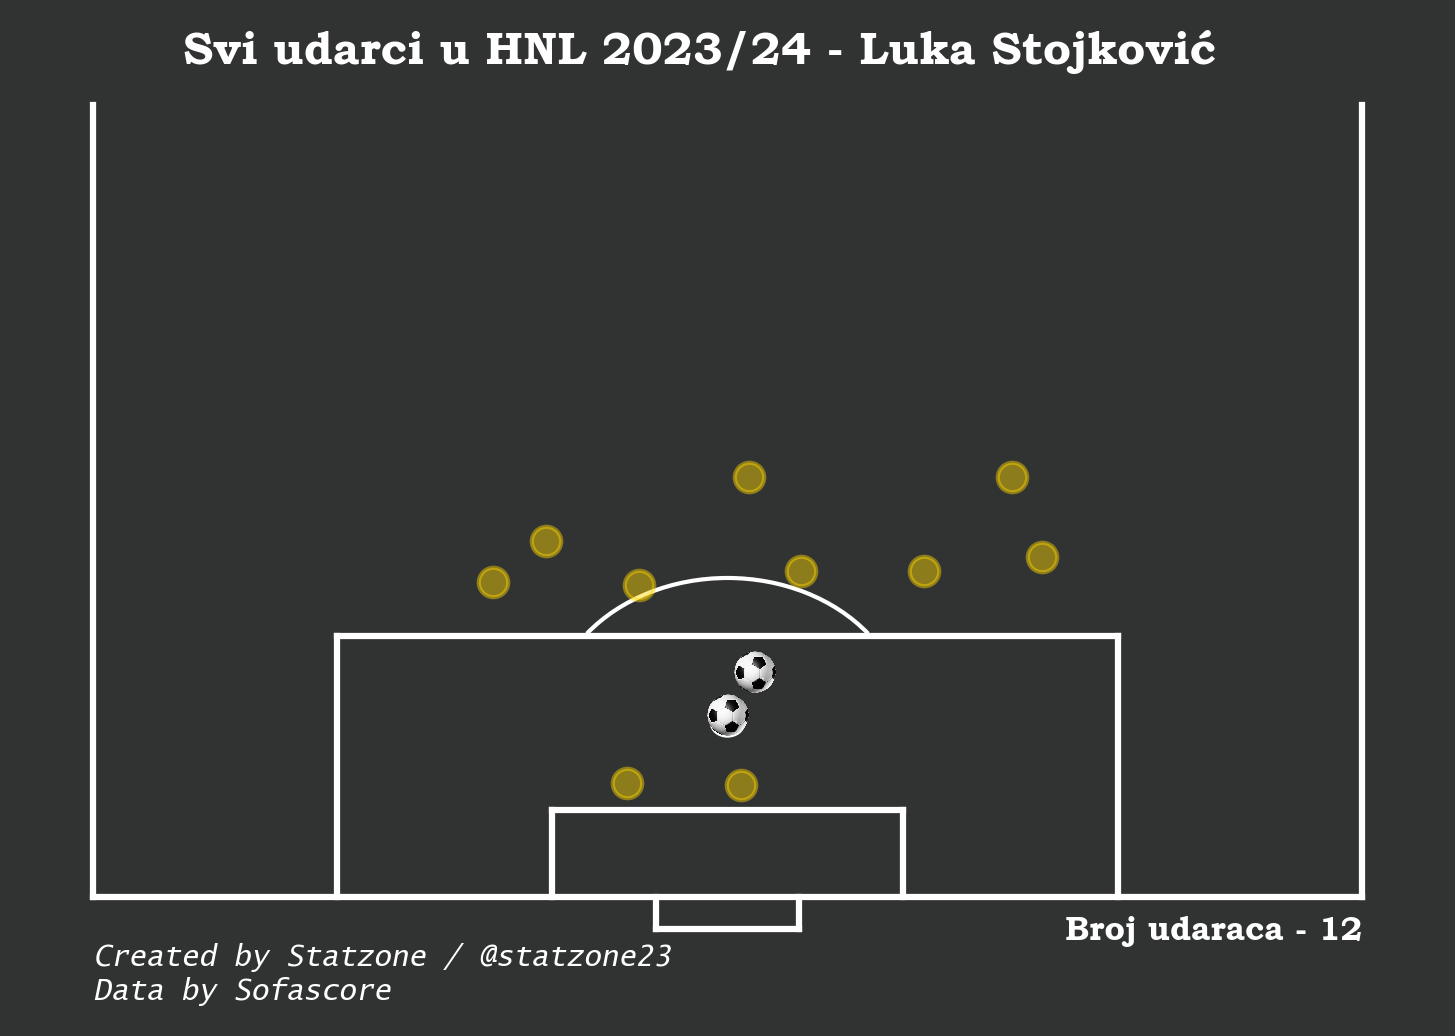 Svi udarci u HNL 2023/24 - Luka Stojković
Broj udaraca - 12
Created by Statzone / @statzone23
Data by Sofascore